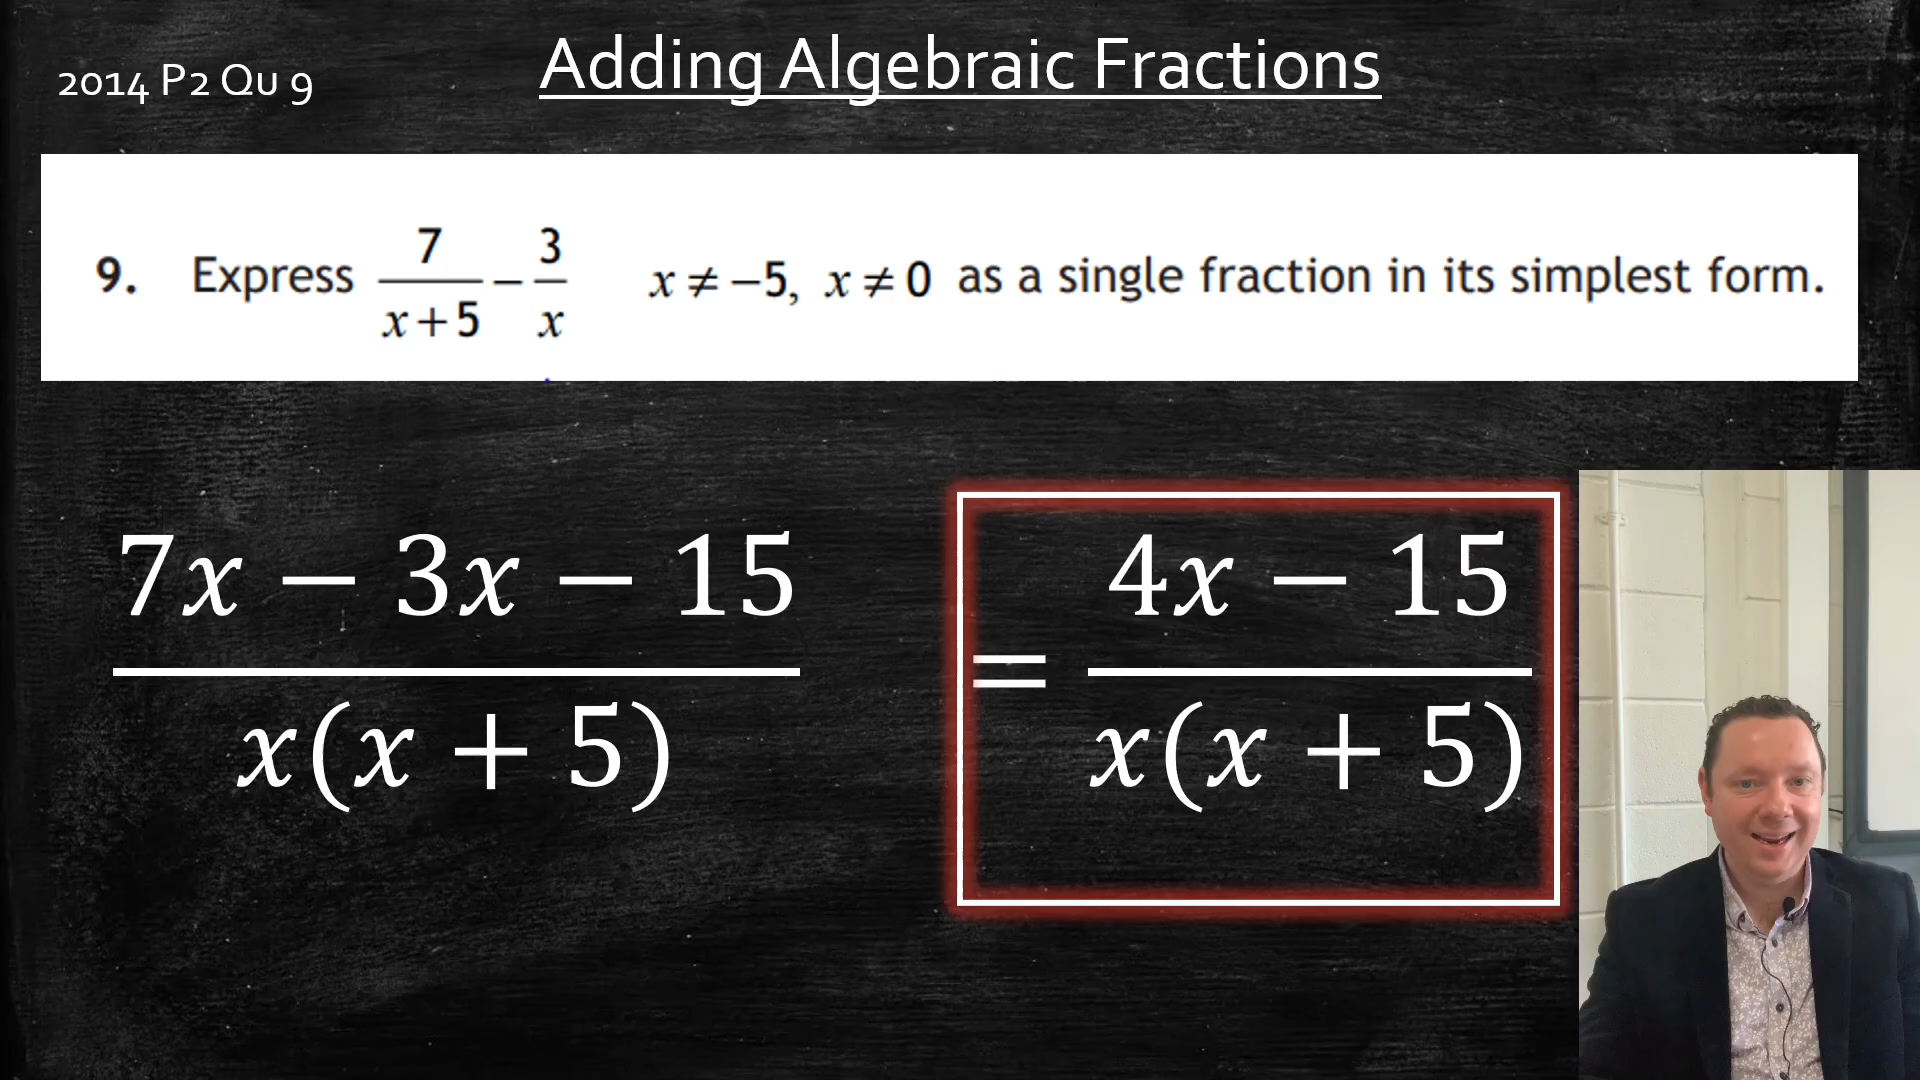 2014 P2 Qu 9
Adding Algebraic Fractions
9. Express 7/(x+5) − 3/x x ≠ −5, x ≠ 0 as a single fraction in its simplest form.
7x − 3x − 15
x(x + 5)
= 4x − 15
x(x + 5)